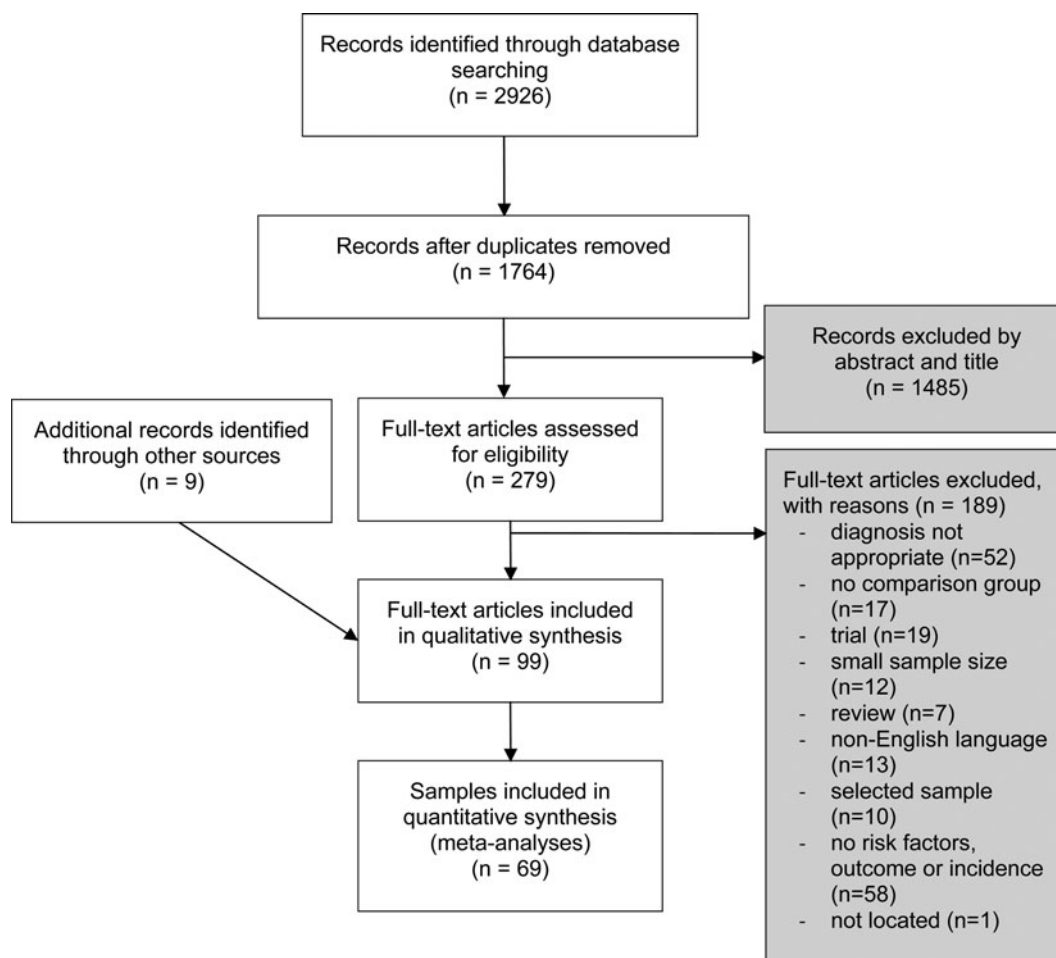 Records identified through database
searching
(n = 2926)
Records after duplicates removed
(n = 1764)
Records excluded by
abstract and title
(n = 1485)
Additional records identified
through other sources
(n = 9)
Full-text articles assessed
for eligibility
(n = 279)
Full-text articles excluded,
with reasons (n = 189)
- diagnosis not
appropriate (n=52)
- no comparison group
(n=17)
- trial (n=19)
- small sample size
(n=12)
- review (n=7)
- non-English language
(n=13)
- selected sample
(n=10)
- no risk factors,
outcome or incidence
(n=58)
- not located (n=1)
Full-text articles included
in qualitative synthesis
(n = 99)
Samples included in
quantitative synthesis
(meta-analyses)
(n = 69)